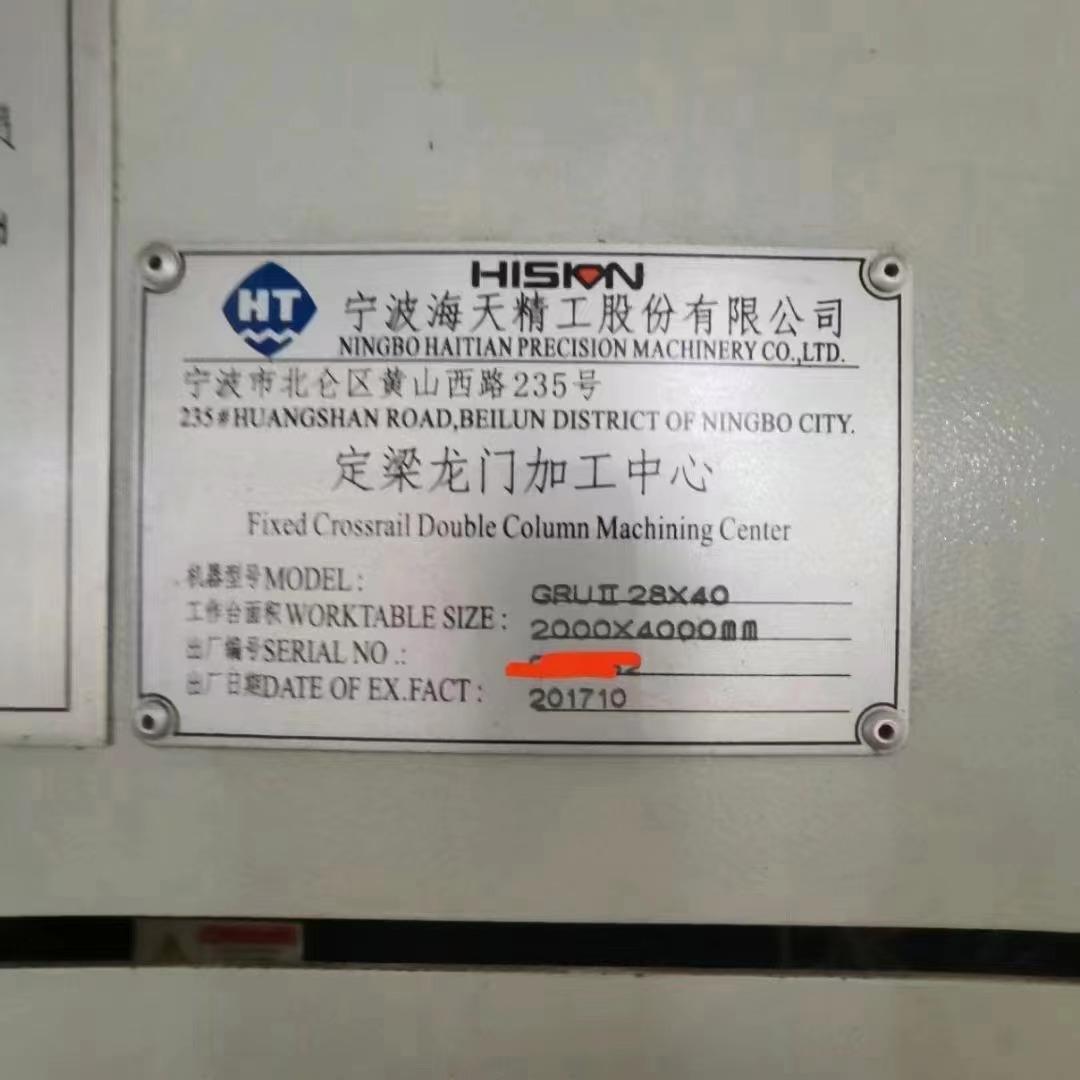 HISION
HT
宁波海天精工股份有限公司
NINGBO HAITIAN PRECISION MACHINERY CO.,LTD.
宁波市北仑区黄山西路235号
235#HUANGSHAN ROAD,BEILUN DISTRICT OF NINGBO CITY.
定梁龙门加工中心
Fixed Crossrail Double Column Machining Center
机器型号MODEL: GRUⅡ28X40
工作台面积WORKTABLE SIZE: 2000X4000mm
出厂编号SERIAL NO.:
出厂日期DATE OF EX.FACT: 201710